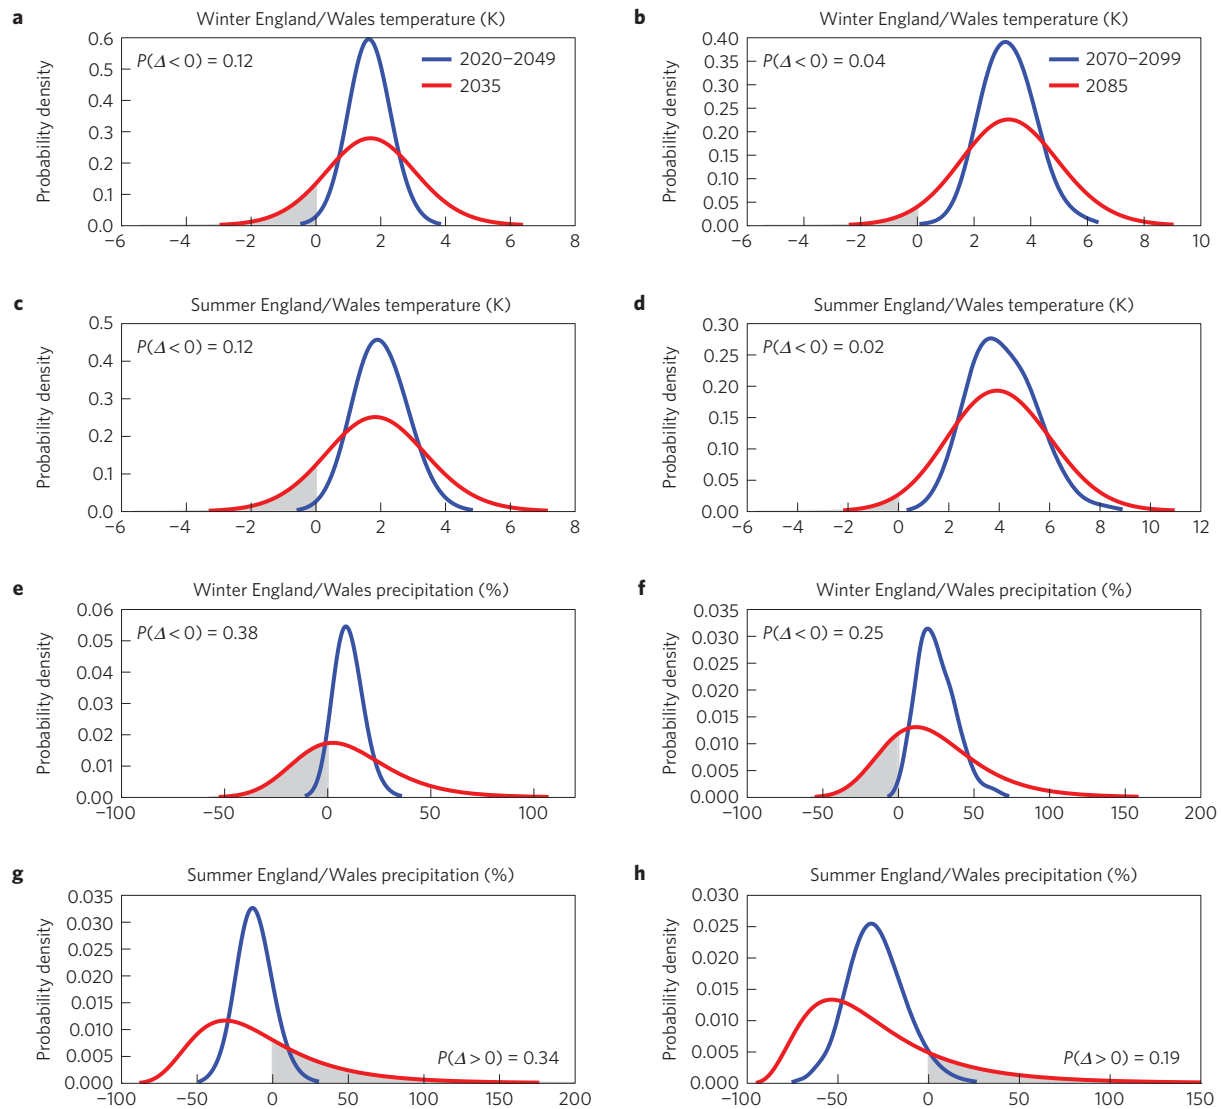 a
Winter England/Wales temperature (K)
Probability density
0.6
0.5
0.4
0.3
0.2
0.1
0.0
P(Δ < 0) = 0.12
2020–2049
2035
−6 −4 −2 0 2 4 6 8
b
Winter England/Wales temperature (K)
Probability density
0.40
0.35
0.30
0.25
0.20
0.15
0.10
0.05
0.00
P(Δ < 0) = 0.04
2070–2099
2085
−6 −4 −2 0 2 4 6 8 10
c
Summer England/Wales temperature (K)
Probability density
0.5
0.4
0.3
0.2
0.1
0.0
P(Δ < 0) = 0.12
−6 −4 −2 0 2 4 6 8
d
Summer England/Wales temperature (K)
Probability density
0.30
0.25
0.20
0.15
0.10
0.05
0.00
P(Δ < 0) = 0.02
−6 −4 −2 0 2 4 6 8 10 12
e
Winter England/Wales precipitation (%)
Probability density
0.06
0.05
0.04
0.03
0.02
0.01
0.00
P(Δ < 0) = 0.38
−100 −50 0 50 100
f
Winter England/Wales precipitation (%)
Probability density
0.035
0.030
0.025
0.020
0.015
0.010
0.005
0.000
P(Δ < 0) = 0.25
−100 −50 0 50 100 150 200
g
Summer England/Wales precipitation (%)
Probability density
0.035
0.030
0.025
0.020
0.015
0.010
0.005
0.000
P(Δ > 0) = 0.34
−100 −50 0 50 100 150 200
h
Summer England/Wales precipitation (%)
Probability density
0.030
0.025
0.020
0.015
0.010
0.005
0.000
P(Δ > 0) = 0.19
−100 −50 0 50 100 150